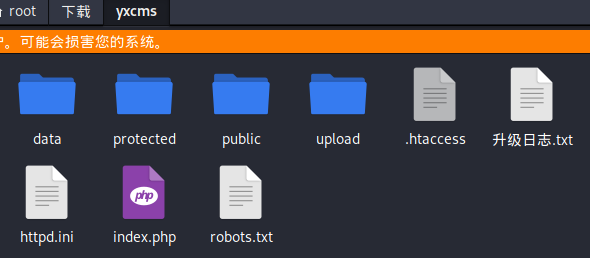 root 下载 yxcms
。可能会损害您的系统。
data protected public upload .htaccess 升级日志.txt
php
httpd.ini index.php robots.txt